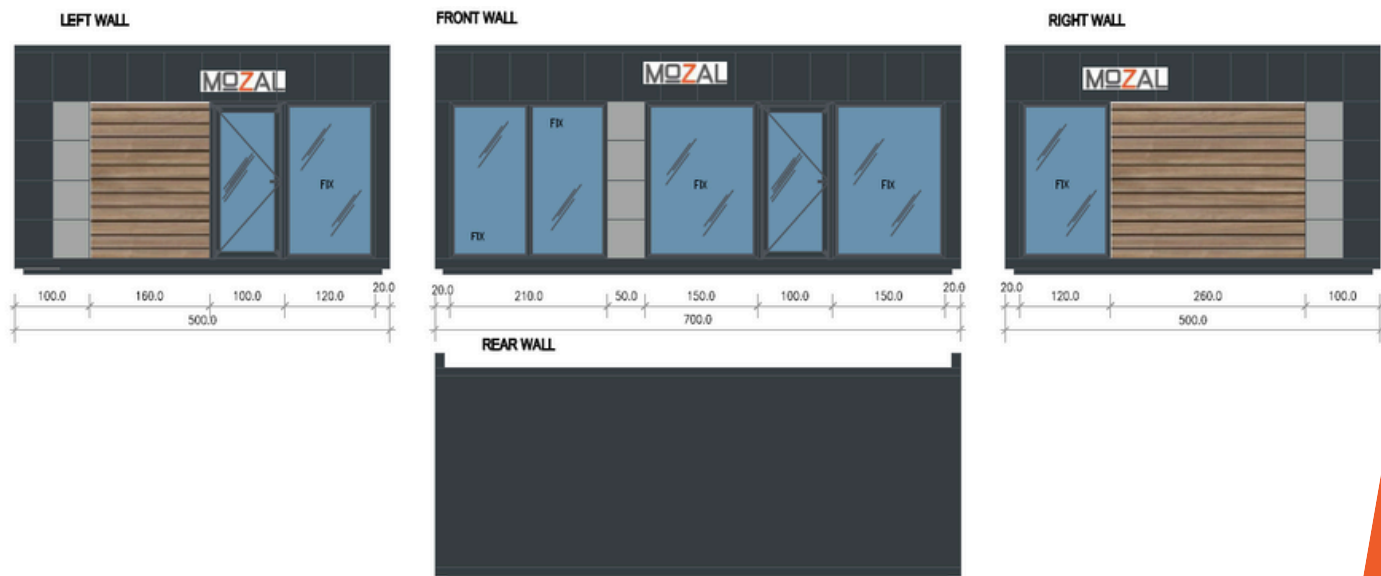 LEFT WALL
FRONT WALL
RIGHT WALL
MOZAL
MOZAL
MOZAL
FIX
FIX
FIX
FIX
FIX
FIX
100.0 160.0 100.0 120.0 20.0
500.0
20.0 210.0 50.0 150.0 100.0 150.0 20.0
700.0
20.0 120.0 260.0 100.0
500.0
REAR WALL